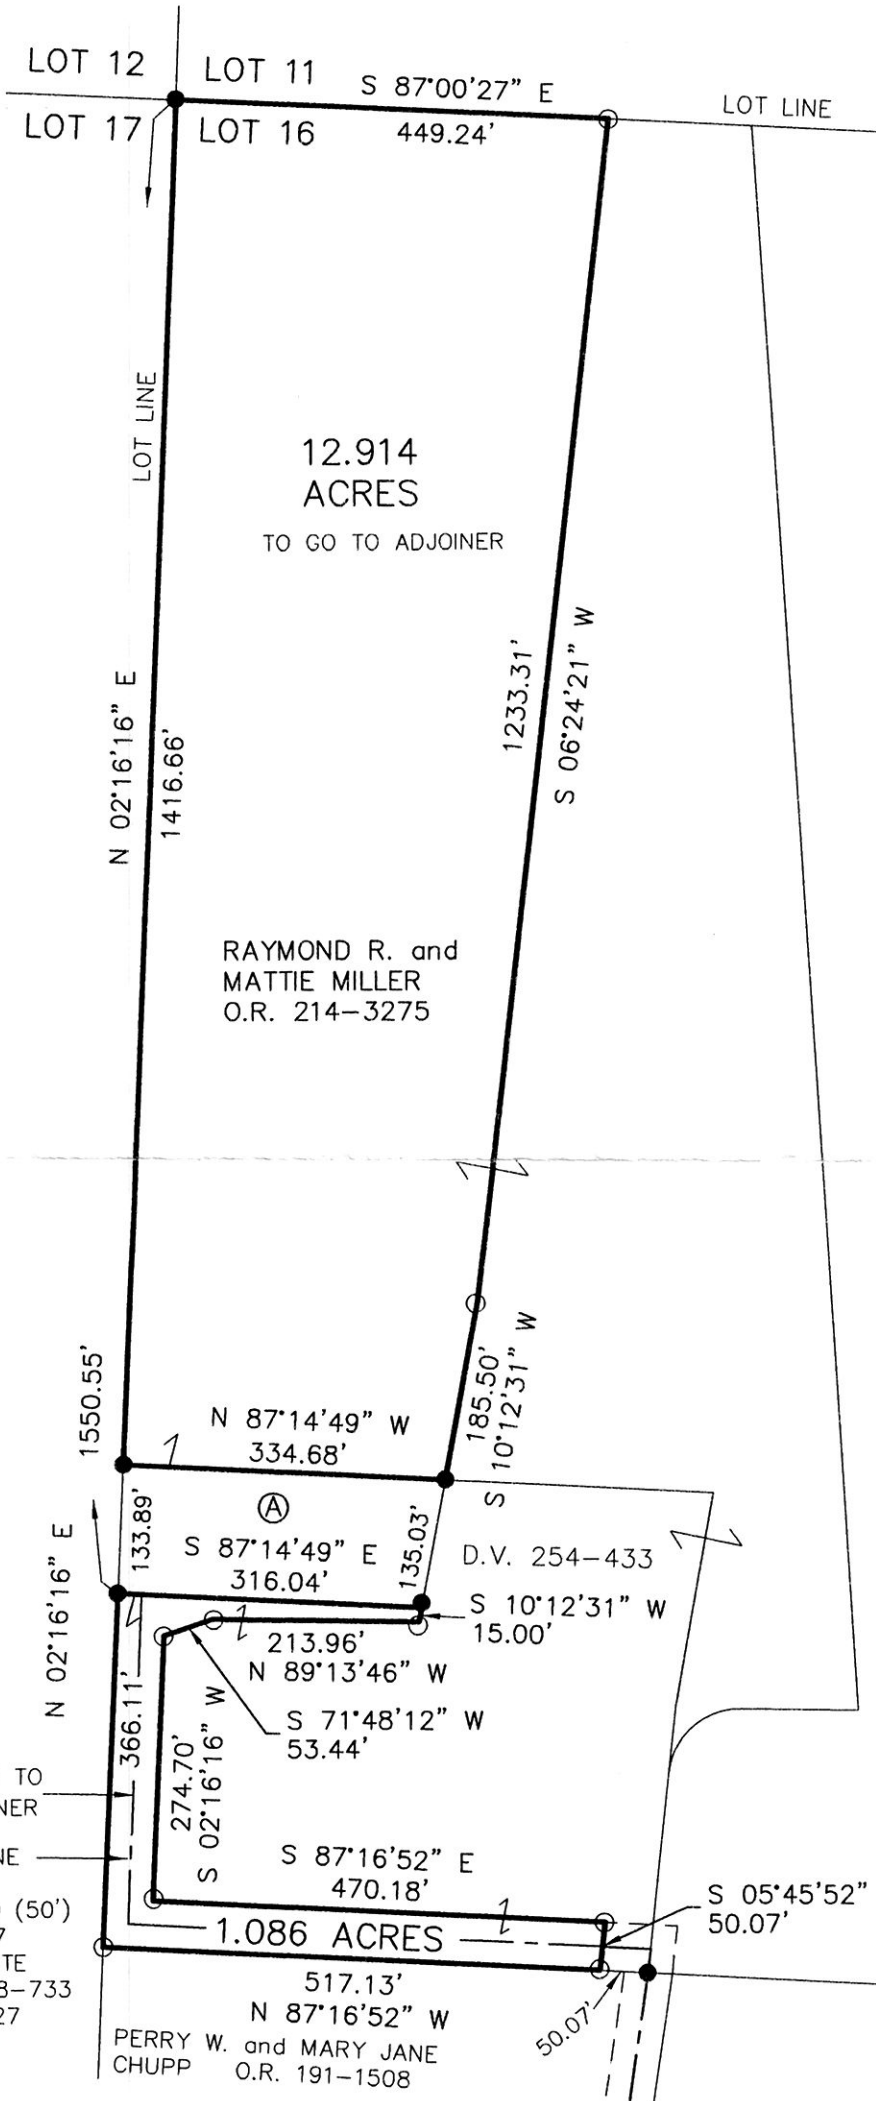 LOT 12
LOT 11
S 87°00'27" E
LOT LINE
LOT 17
LOT 16
449.24'
LOT LINE
12.914
ACRES
TO GO TO ADJOINER
N 02°16'16" E
1416.66'
1233.31'
S 06°24'21" W
RAYMOND R. and
MATTIE MILLER
O.R. 214-3275
1550.55'
N 87°14'49" W
334.68'
185.50'
S 10°12'31" W
A
133.89'
S 87°14'49" E
316.04'
135.03'
D.V. 254-433
N 02°16'16" E
S 10°12'31" W
15.00'
213.96'
N 89°13'46" W
366.11'
S 71°48'12" W
53.44'
274.70'
S 02°16'16" W
TO
NER
NE
S 87°16'52" E
470.18'
(50')
7
S 05°45'52"
50.07'
1.086 ACRES
TE
8-733
27
517.13'
N 87°16'52" W
50.07'
PERRY W. and MARY JANE
CHUPP O.R. 191-1508